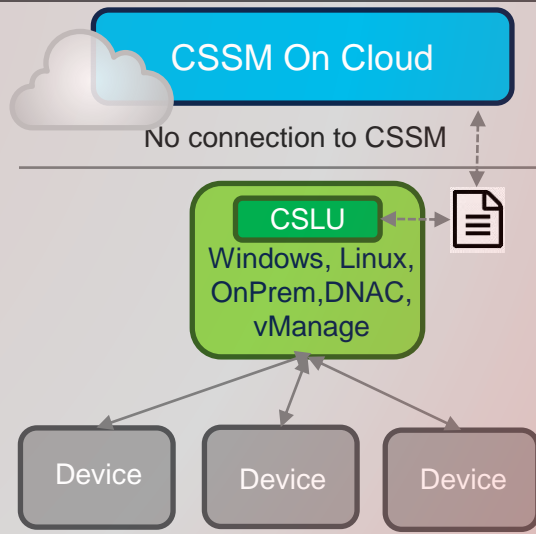 CSSM On Cloud
No connection to CSSM
CSLU
Windows, Linux,
OnPrem,DNAC,
vManage
Device
Device
Device